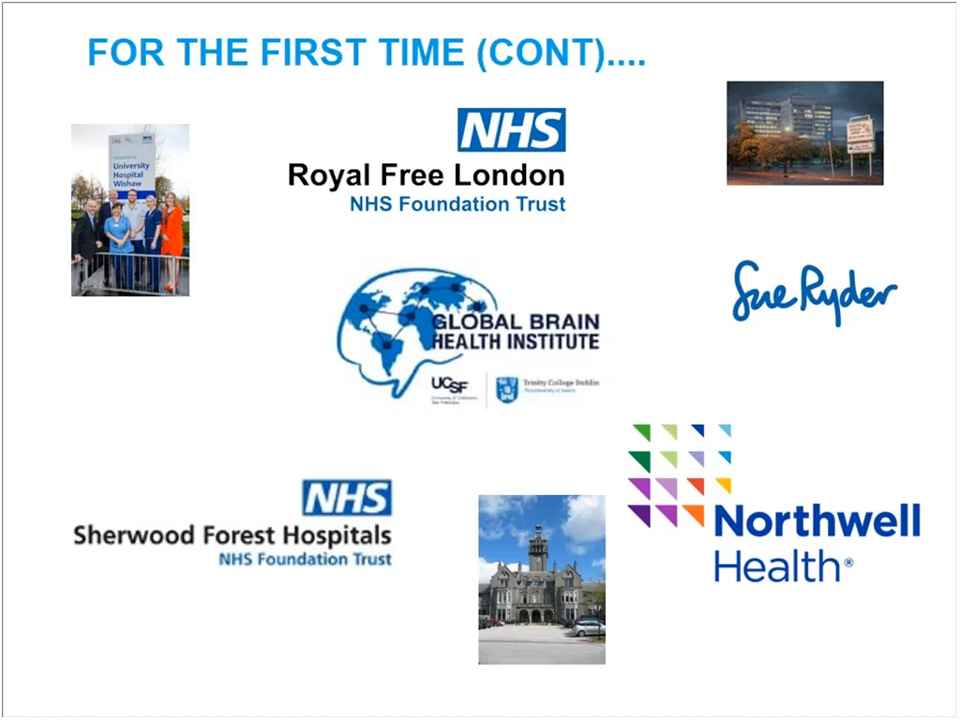 FOR THE FIRST TIME (CONT)....
University
Hospital
Wishaw
NHS
Royal Free London
NHS Foundation Trust
Sue Ryder
GLOBAL BRAIN
HEALTH INSTITUTE
UCSF
Trinity College Dublin
NHS
Sherwood Forest Hospitals
NHS Foundation Trust
Northwell
Health®